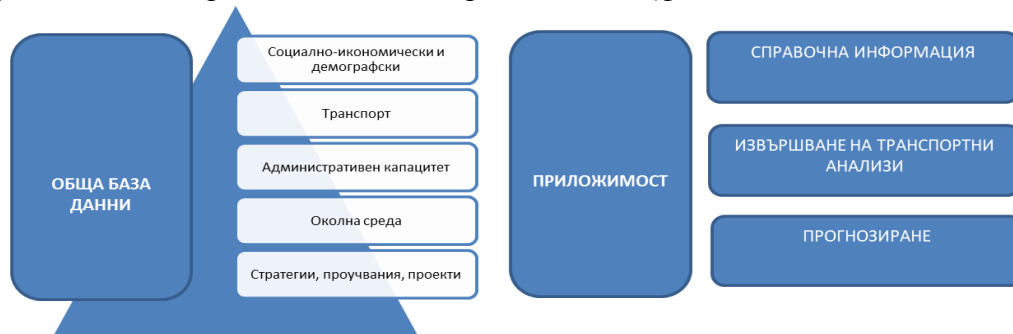 ОБЩА БАЗА
ДАННИ
Социално-икономически и
демографски
Транспорт
Административен капацитет
Околна среда
Стратегии, проучвания, проекти
ПРИЛОЖИМОСТ
СПРАВОЧНА ИНФОРМАЦИЯ
ИЗВЪРШВАНЕ НА ТРАНСПОРТНИ
АНАЛИЗИ
ПРОГНОЗИРАНЕ